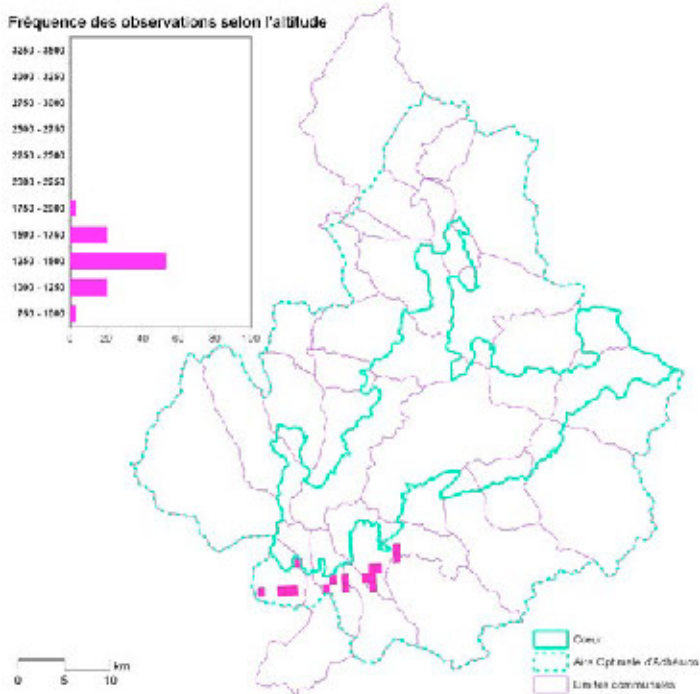 Fréquence des observations selon l'altitude
3250 - 3500
3000 - 3250
2750 - 3000
2500 - 2750
2250 - 2500
2000 - 2250
1750 - 2000
1500 - 1750
1250 - 1500
1000 - 1250
750 - 1000
0 20 40 60 80 100
Cœur
Aire Optimale d'Adhésion
Limites communales
0 5 10 km